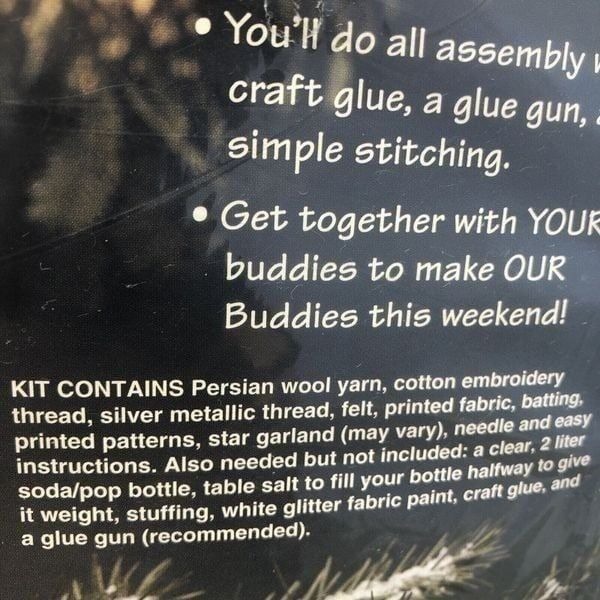 • You'll do all assembly
craft glue, a glue gun,
simple stitching.
• Get together with YOUR
buddies to make OUR
Buddies this weekend!
KIT CONTAINS Persian wool yarn, cotton embroidery
thread, silver metallic thread, felt, printed fabric, batting,
printed patterns, star garland (may vary), needle and easy
instructions. Also needed but not included: a clear, 2 liter
soda/pop bottle, table salt to fill your bottle halfway to give
it weight, stuffing, white glitter fabric paint, craft glue, and
a glue gun (recommended).